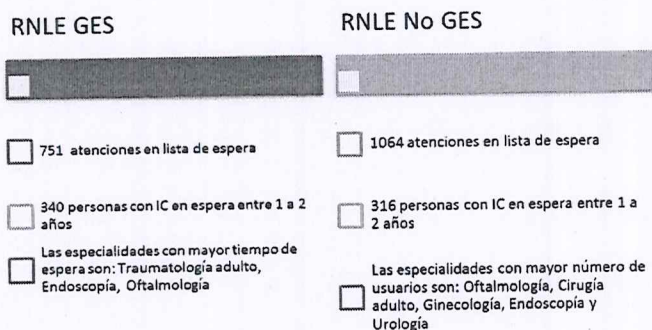 RNLE GES
751 atenciones en lista de espera
340 personas con IC en espera entre 1 a 2
años
Las especialidades con mayor tiempo de
espera son: Traumatología adulto,
Endoscopía, Oftalmología
RNLE No GES
1064 atenciones en lista de espera
316 personas con IC en espera entre 1 a
2 años
Las especialidades con mayor número de
usuarios son: Oftalmología, Cirugía
adulto, Ginecología, Endoscopía y
Urología